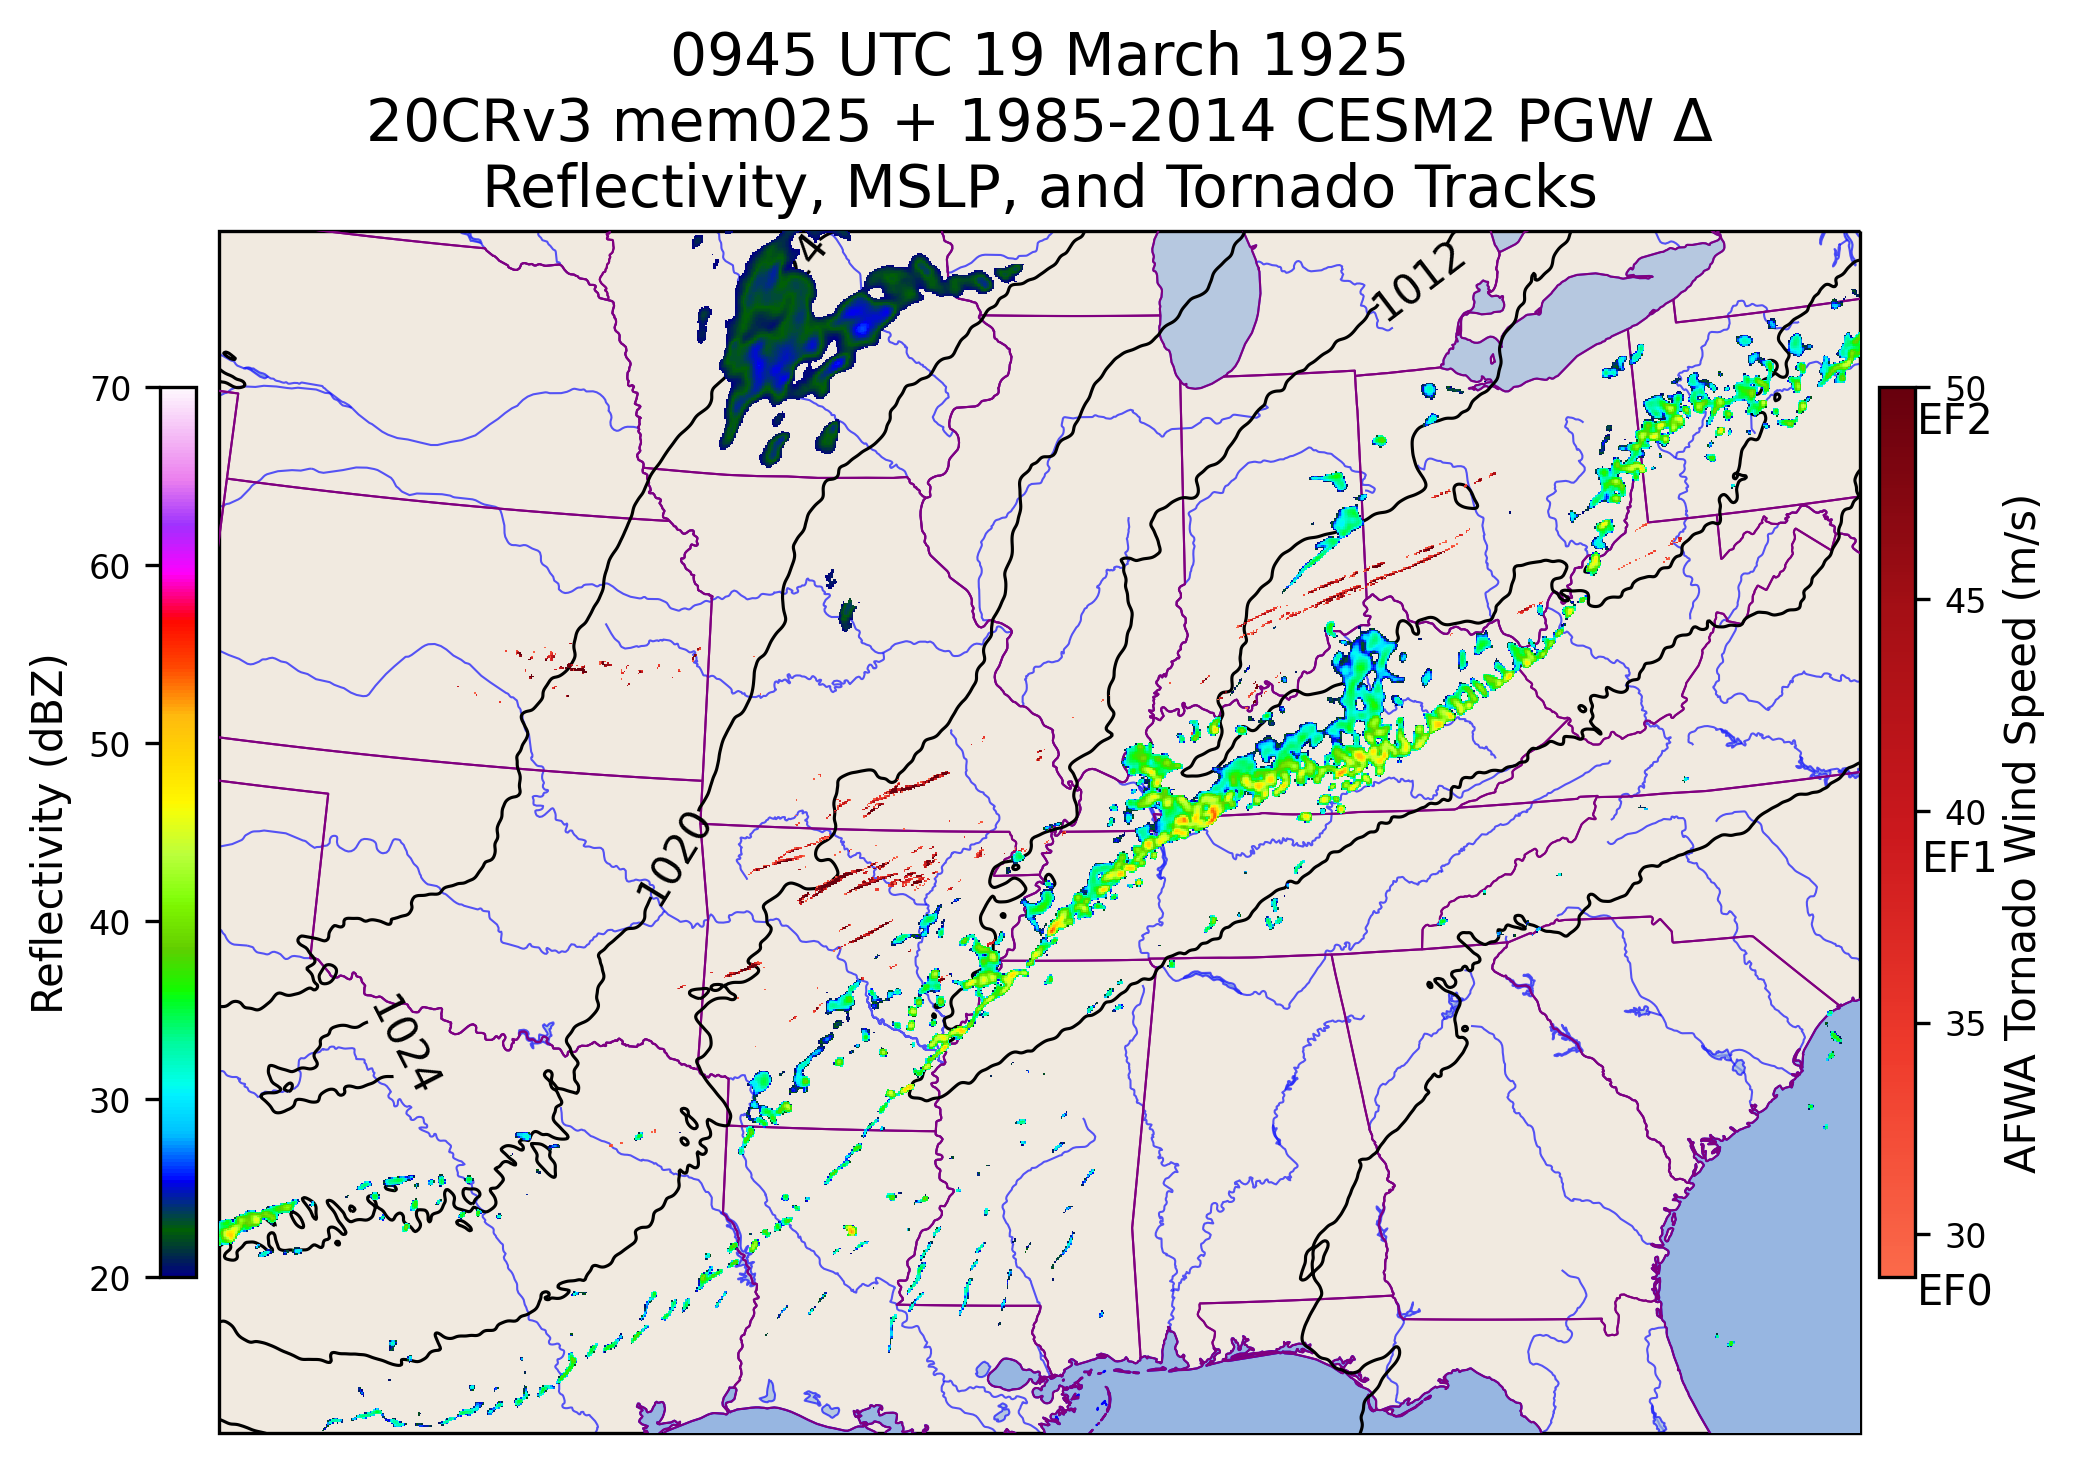 0945 UTC 19 March 1925
20CRv3 mem025 + 1985-2014 CESM2 PGW Δ
Reflectivity, MSLP, and Tornado Tracks
4
1012
1020
1024
70
60
50
40
30
20
Reflectivity (dBZ)
50
EF2
45
40
EF1
35
30
EF0
AFWA Tornado Wind Speed (m/s)